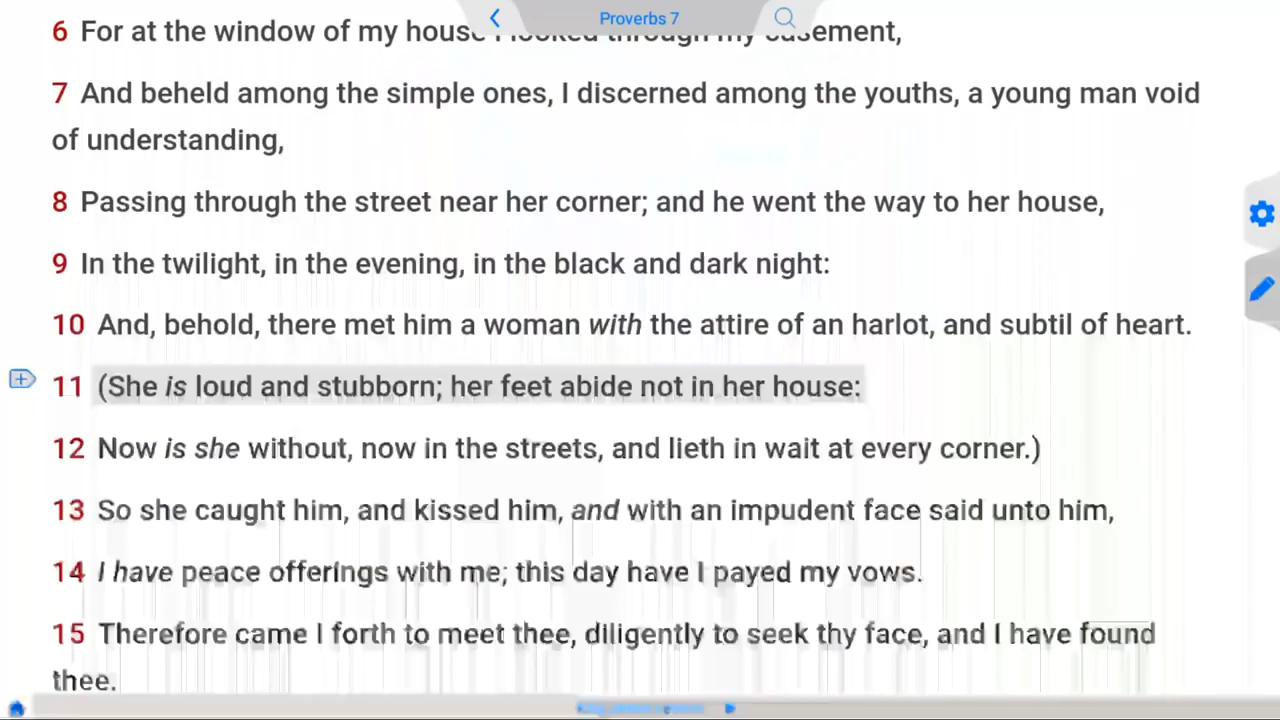 Proverbs 7
6 For at the window of my house I looked through my casement,
7 And beheld among the simple ones, I discerned among the youths, a young man void
of understanding,
8 Passing through the street near her corner; and he went the way to her house,
9 In the twilight, in the evening, in the black and dark night:
10 And, behold, there met him a woman with the attire of an harlot, and subtil of heart.
11 (She is loud and stubborn; her feet abide not in her house:
12 Now is she without, now in the streets, and lieth in wait at every corner.)
13 So she caught him, and kissed him, and with an impudent face said unto him,
14 I have peace offerings with me; this day have I payed my vows.
15 Therefore came I forth to meet thee, diligently to seek thy face, and I have found
thee.